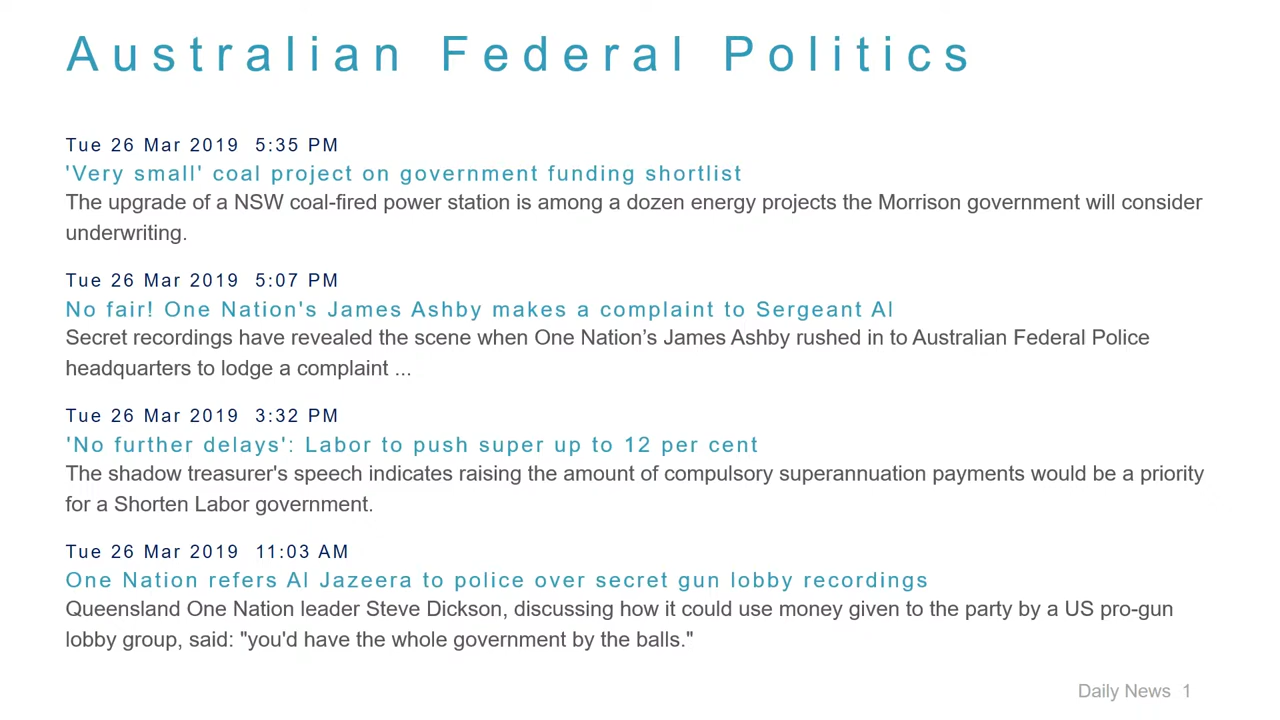 Australian Federal Politics
Tue 26 Mar 2019 5:35 PM
'Very small' coal project on government funding shortlist
The upgrade of a NSW coal-fired power station is among a dozen energy projects the Morrison government will consider
underwriting.
Tue 26 Mar 2019 5:07 PM
No fair! One Nation's James Ashby makes a complaint to Sergeant Al
Secret recordings have revealed the scene when One Nation’s James Ashby rushed in to Australian Federal Police
headquarters to lodge a complaint ...
Tue 26 Mar 2019 3:32 PM
'No further delays': Labor to push super up to 12 per cent
The shadow treasurer's speech indicates raising the amount of compulsory superannuation payments would be a priority
for a Shorten Labor government.
Tue 26 Mar 2019 11:03 AM
One Nation refers Al Jazeera to police over secret gun lobby recordings
Queensland One Nation leader Steve Dickson, discussing how it could use money given to the party by a US pro-gun
lobby group, said: "you'd have the whole government by the balls."
Daily News 1